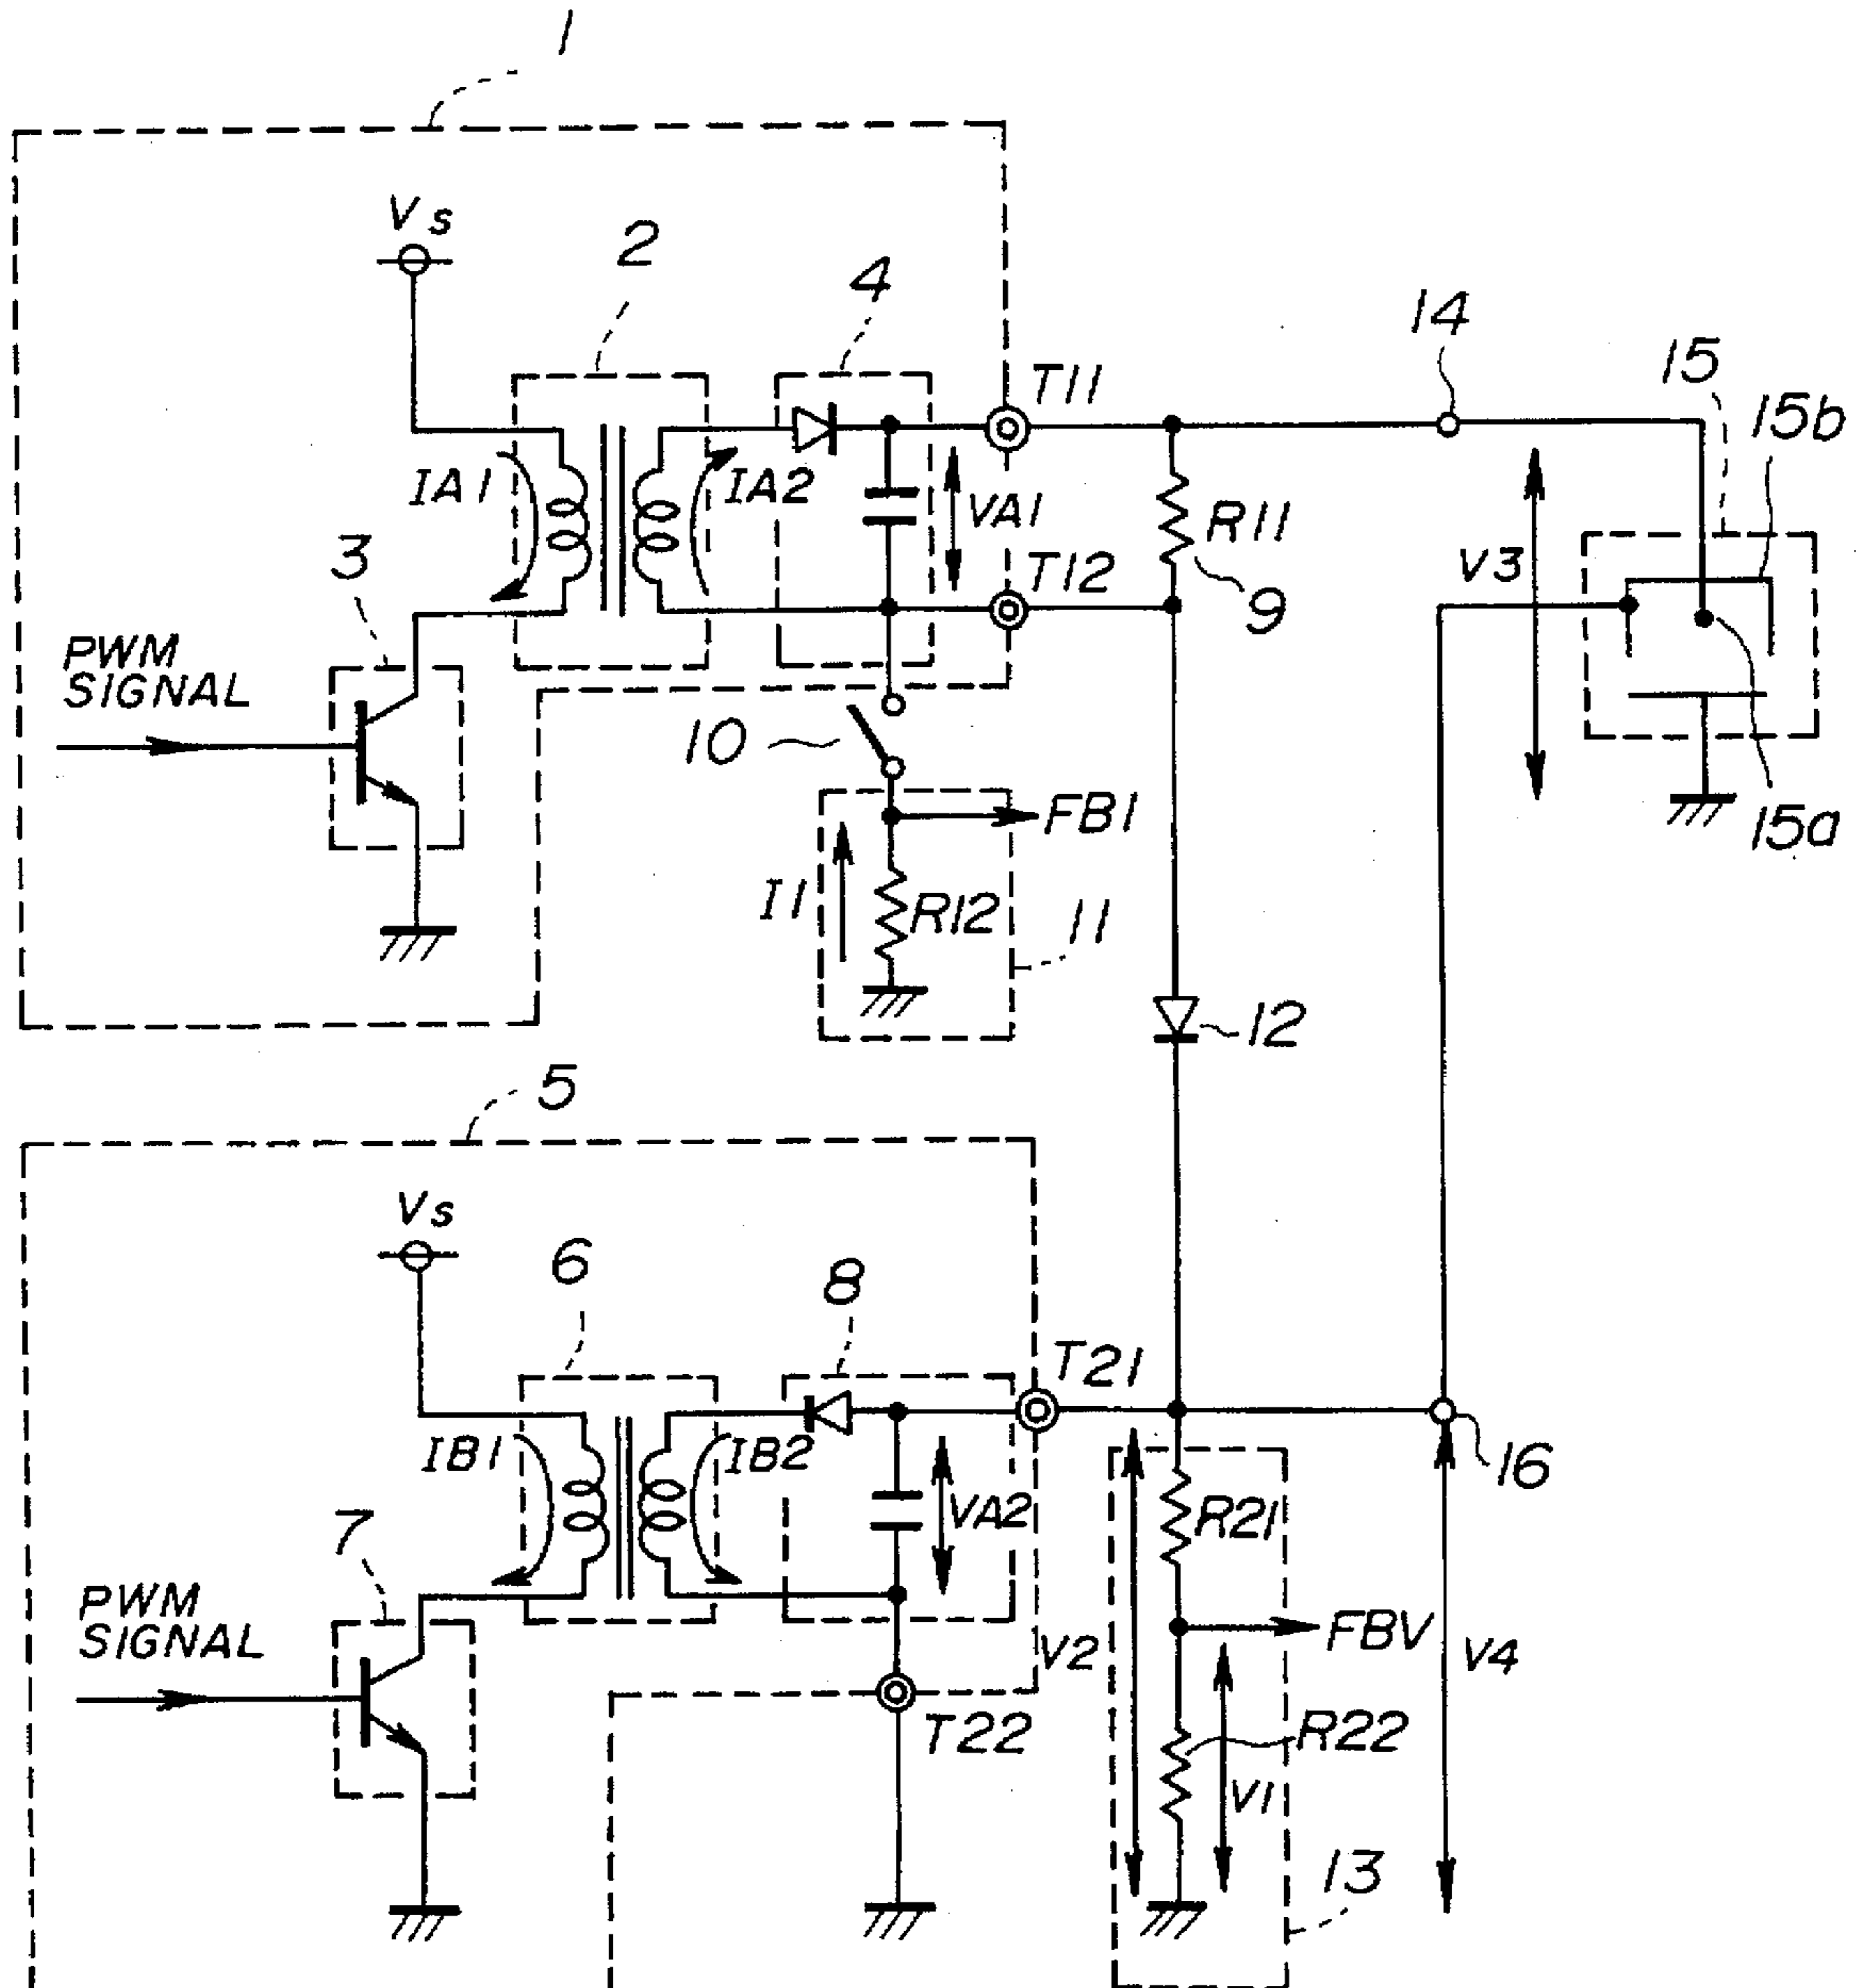 1
Vs
2
4
T11
14
15
15b
IA1
IA2
VA1
R11
V3
3
T12
9
PWM
SIGNAL
10
FB1
15a
I1
R12
11
12
5
Vs
6
8
T21
IB1
IB2
16
VA2
R21
7
PWM
SIGNAL
V2
FBV
V4
T22
R22
V1
13